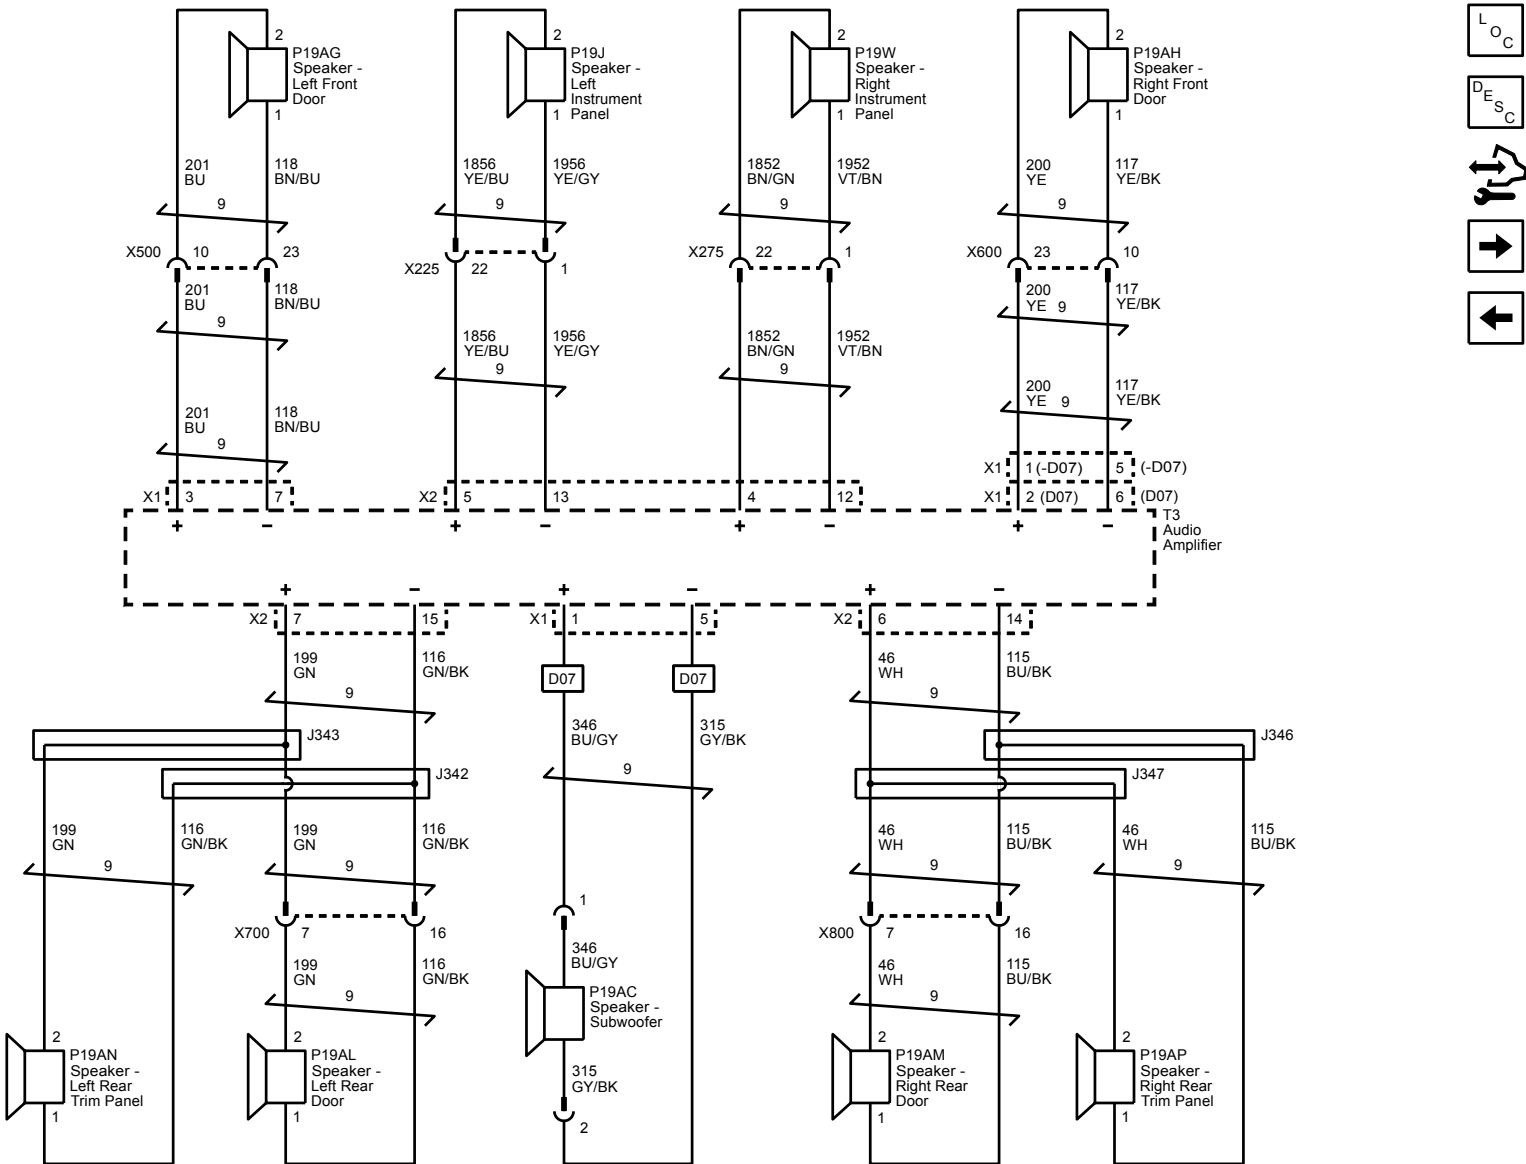 2
P19AG
Speaker -
Left Front
Door
1
2
P19J
Speaker -
Left
Instrument
Panel
1
2
P19W
Speaker -
Right
Instrument
Panel
1
2
P19AH
Speaker -
Right Front
Door
1
L
O
C
D
E
S
C
201
BU
118
BN/BU
1856
YE/BU
1956
YE/GY
1852
BN/GN
1952
VT/BN
200
YE
117
YE/BK
9
9
9
9
X500
10
23
X225
22
1
X275
22
1
X600
23
10
201
BU
118
BN/BU
9
1856
YE/BU
1956
YE/GY
9
1852
BN/GN
1952
VT/BN
9
200
YE
9
117
YE/BK
201
BU
118
BN/BU
9
200
YE
9
117
YE/BK
X1
1 (-D07)
5
(-D07)
X1
3
7
X2
5
13
4
12
X1
2 (D07)
6
(D07)
+
–
+
–
+
–
+
–
T3
Audio
Amplifier
+
–
+
–
+
–
X2
7
15
X1
1
5
X2
6
14
199
GN
116
GN/BK
9
D07
D07
46
WH
115
BU/BK
9
J343
J342
346
BU/GY
315
GY/BK
9
J346
J347
199
GN
116
GN/BK
9
199
GN
116
GN/BK
9
46
WH
115
BU/BK
9
46
WH
115
BU/BK
9
X700
7
16
1
X800
7
16
199
GN
116
GN/BK
9
346
BU/GY
46
WH
115
BU/BK
9
P19AC
Speaker -
Subwoofer
2
P19AN
Speaker -
Left Rear
Trim Panel
1
2
P19AL
Speaker -
Left Rear
Door
1
315
GY/BK
2
2
P19AM
Speaker -
Right Rear
Door
1
2
P19AP
Speaker -
Right Rear
Trim Panel
1